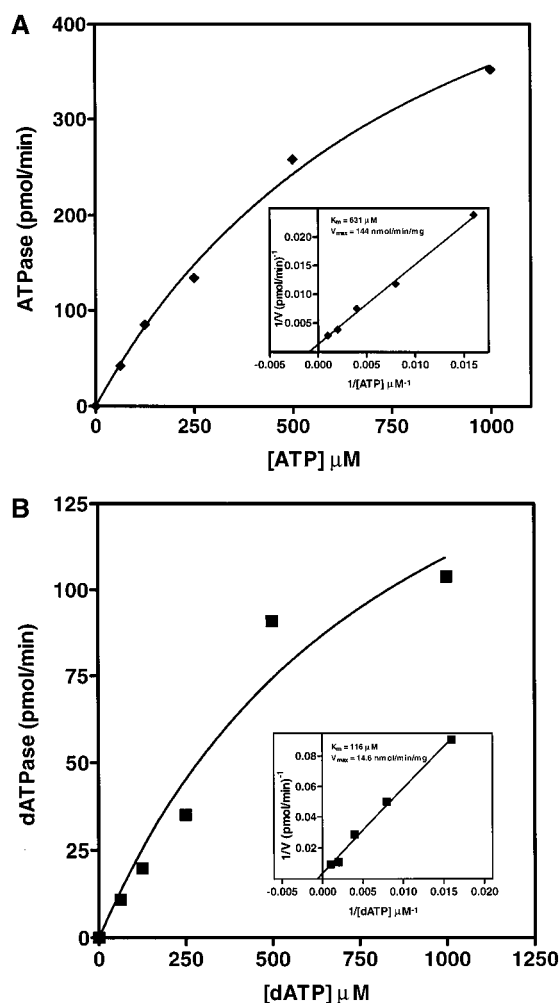 A
400
300
200
100
0
ATPase (pmol/min)
0 250 500 750 1000
[ATP] µM
Km = 631 µM
Vmax = 144 nmol/min/mg
0.020
0.015
0.010
0.005
1/V (pmol/min)-1
-0.005 0.000 0.005 0.010 0.015
1/[ATP] µM-1
B
125
100
75
50
25
0
dATPase (pmol/min)
0 250 500 750 1000 1250
[dATP] µM
Km = 116 µM
Vmax = 14.6 nmol/min/mg
0.08
0.06
0.04
0.02
1/V (pmol/min)-1
-0.005 0.000 0.005 0.010 0.015 0.020
1/[dATP] µM-1